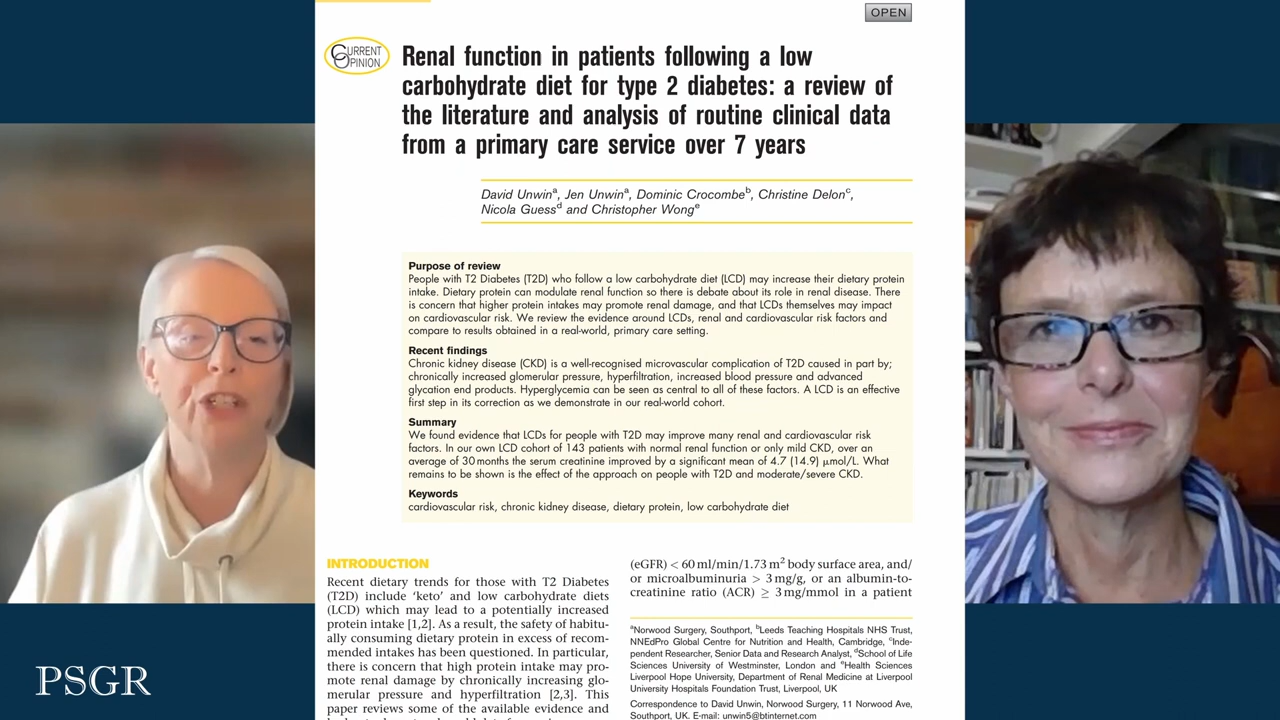 OPEN
CURRENT
OPINION
Renal function in patients following a low
carbohydrate diet for type 2 diabetes: a review of
the literature and analysis of routine clinical data
from a primary care service over 7 years
David Unwinᵃ, Jen Unwinᵃ, Dominic Crocombeᵇ, Christine Delonᶜ,
Nicola Guessᵈ and Christopher Wongᵉ
Purpose of review
People with T2 Diabetes (T2D) who follow a low carbohydrate diet (LCD) may increase their dietary protein
intake. Dietary protein can modulate renal function so there is debate about its role in renal disease. There
is concern that higher protein intakes may promote renal damage, and that LCDs themselves may impact
on cardiovascular risk. We review the evidence around LCDs, renal and cardiovascular risk factors and
compare to results obtained in a real-world, primary care setting.
Recent findings
Chronic kidney disease (CKD) is a well-recognised microvascular complication of T2D caused in part by;
chronically increased glomerular pressure, hyperfiltration, increased blood pressure and advanced
glycation end products. Hyperglycemia can be seen as central to all of these factors. A LCD is an effective
first step in its correction as we demonstrate in our real-world cohort.
Summary
We found evidence that LCDs for people with T2D may improve many renal and cardiovascular risk
factors. In our own LCD cohort of 143 patients with normal renal function or only mild CKD, over an
average of 30 months the serum creatinine improved by a significant mean of 4.7 (14.9) μmol/L. What
remains to be shown is the effect of the approach on people with T2D and moderate/severe CKD.
Keywords
cardiovascular risk, chronic kidney disease, dietary protein, low carbohydrate diet
INTRODUCTION
Recent dietary trends for those with T2 Diabetes
(T2D) include ‘keto’ and low carbohydrate diets
(LCD) which may lead to a potentially increased
protein intake [1,2]. As a result, the safety of habitu-
ally consuming dietary protein in excess of recom-
mended intakes has been questioned. In particular,
there is concern that high protein intake may pro-
mote renal damage by chronically increasing glo-
merular pressure and hyperfiltration [2,3]. This
paper reviews some of the available evidence and
(eGFR) < 60 ml/min/1.73 m² body surface area, and/
or microalbuminuria > 3 mg/g, or an albumin-to-
creatinine ratio (ACR) ≥ 3 mg/mmol in a patient
ᵃNorwood Surgery, Southport, ᵇLeeds Teaching Hospitals NHS Trust,
NNEdPro Global Centre for Nutrition and Health, Cambridge, ᶜInde-
pendent Researcher, Senior Data and Research Analyst, ᵈSchool of Life
Sciences University of Westminster, London and ᵉHealth Sciences
Liverpool Hope University, Department of Renal Medicine at Liverpool
University Hospitals Foundation Trust, Liverpool, UK
Correspondence to David Unwin, Norwood Surgery, 11 Norwood Ave,
Southport, UK. E-mail: unwin5@btinternet.com
PSGR